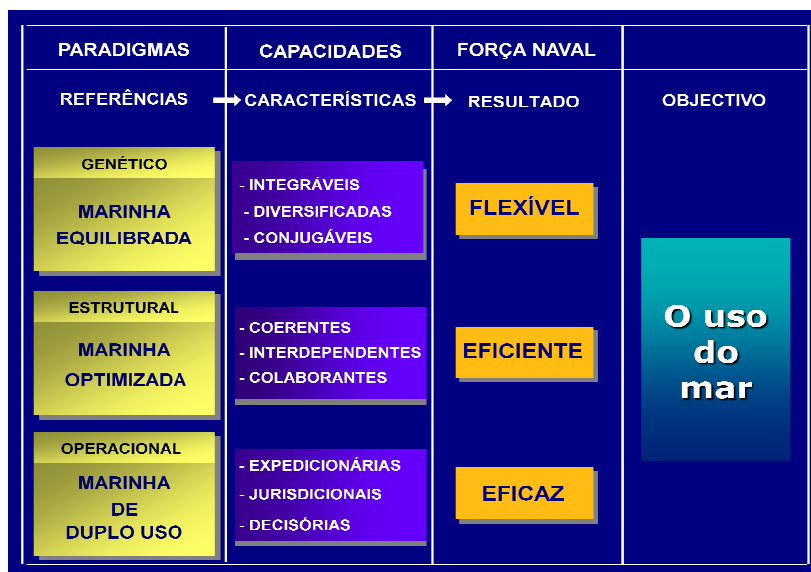 PARADIGMAS
CAPACIDADES
FORÇA NAVAL
REFERÊNCIAS
CARACTERÍSTICAS
RESULTADO
OBJECTIVO
GENÉTICO
MARINHA
EQUILIBRADA
- INTEGRÁVEIS
- DIVERSIFICADAS
- CONJUGÁVEIS
FLEXÍVEL
ESTRUTURAL
MARINHA
OPTIMIZADA
- COERENTES
- INTERDEPENDENTES
- COLABORANTES
EFICIENTE
OPERACIONAL
MARINHA
DE
DUPLO USO
- EXPEDICIONÁRIAS
- JURISDICIONAIS
- DECISÓRIAS
EFICAZ
O uso
do
mar